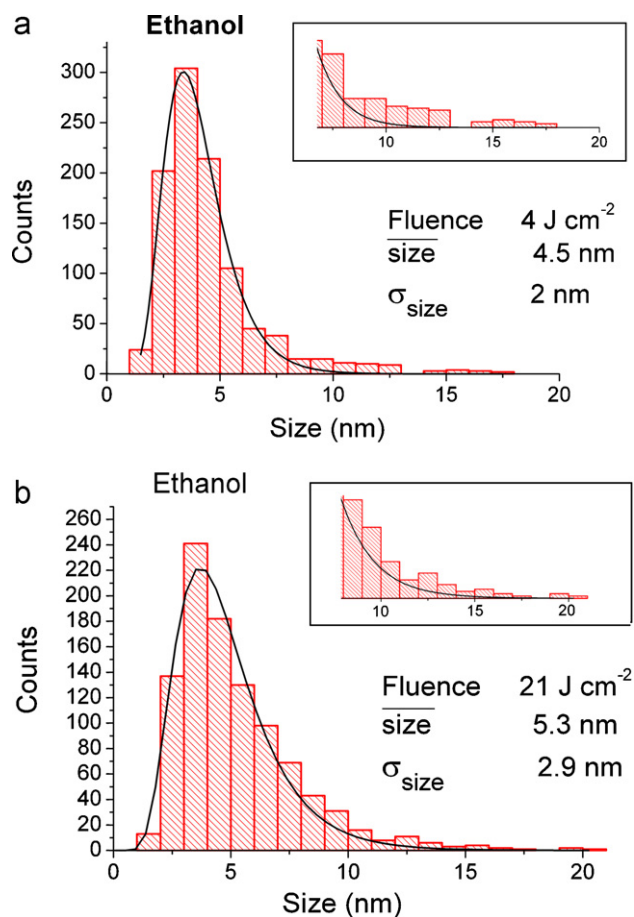 a
Ethanol
Counts
300
250
200
150
100
50
0
0 5 10 15 20
Size (nm)
10 15 20
Fluence 4 J cm⁻²
size 4.5 nm
σsize 2 nm
b
Ethanol
Counts
260
240
220
200
180
160
140
120
100
80
60
40
20
0
0 5 10 15 20
Size (nm)
10 15 20
Fluence 21 J cm⁻²
size 5.3 nm
σsize 2.9 nm